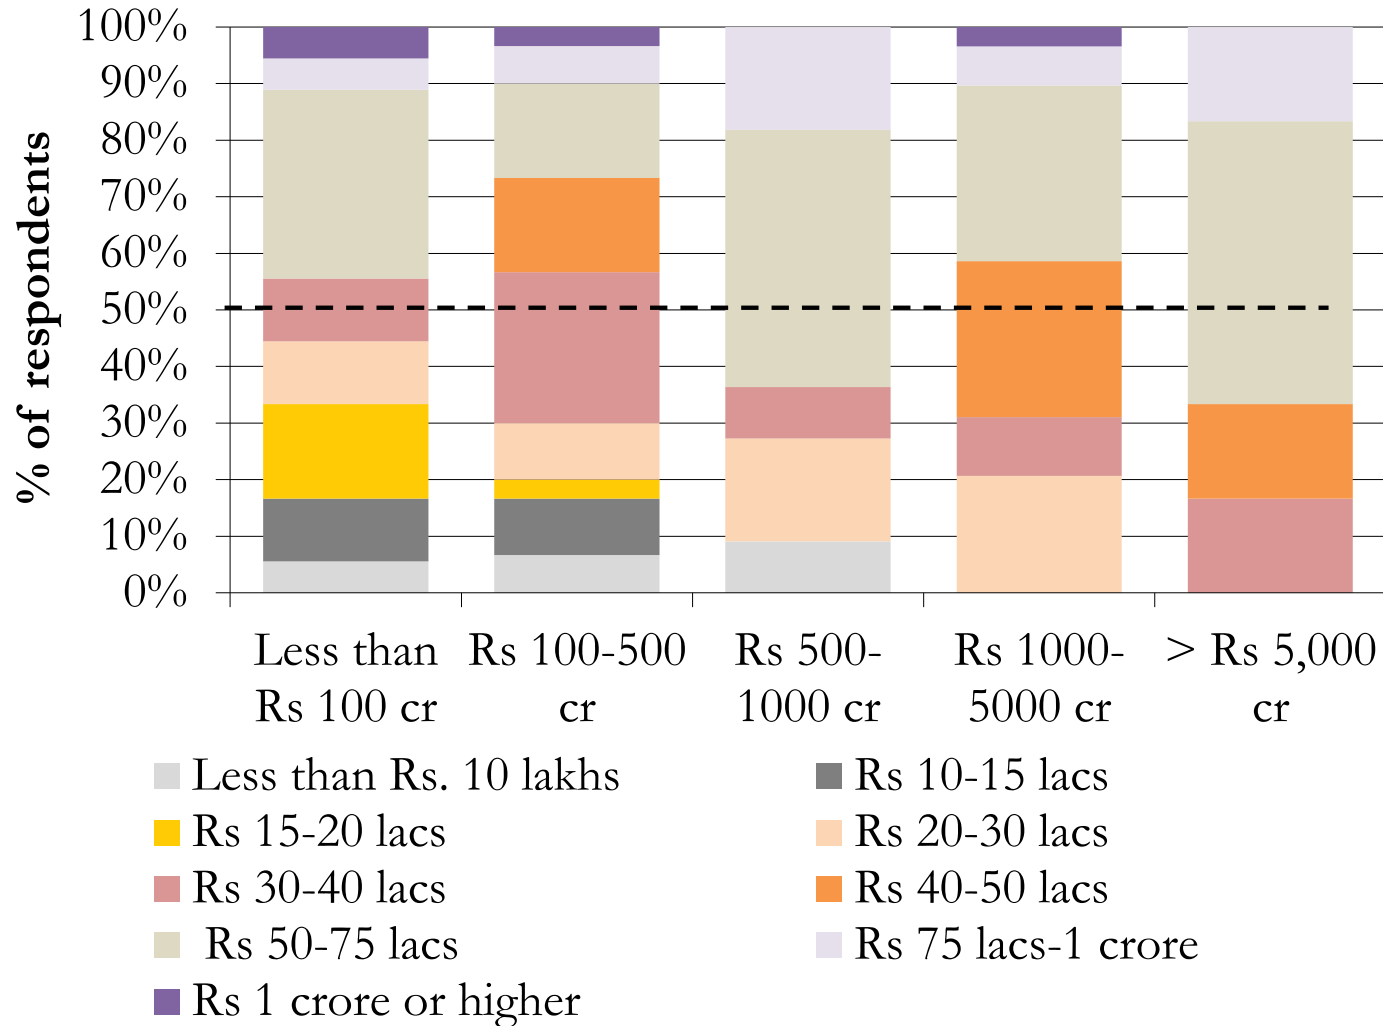 100%
90%
80%
70%
60%
50%
40%
30%
20%
10%
0%
% of respondents
Less than
Rs 100 cr
Rs 100-500
cr
Rs 500-
1000 cr
Rs 1000-
5000 cr
> Rs 5,000
cr
Less than Rs. 10 lakhs
Rs 10-15 lacs
Rs 15-20 lacs
Rs 20-30 lacs
Rs 30-40 lacs
Rs 40-50 lacs
Rs 50-75 lacs
Rs 75 lacs-1 crore
Rs 1 crore or higher